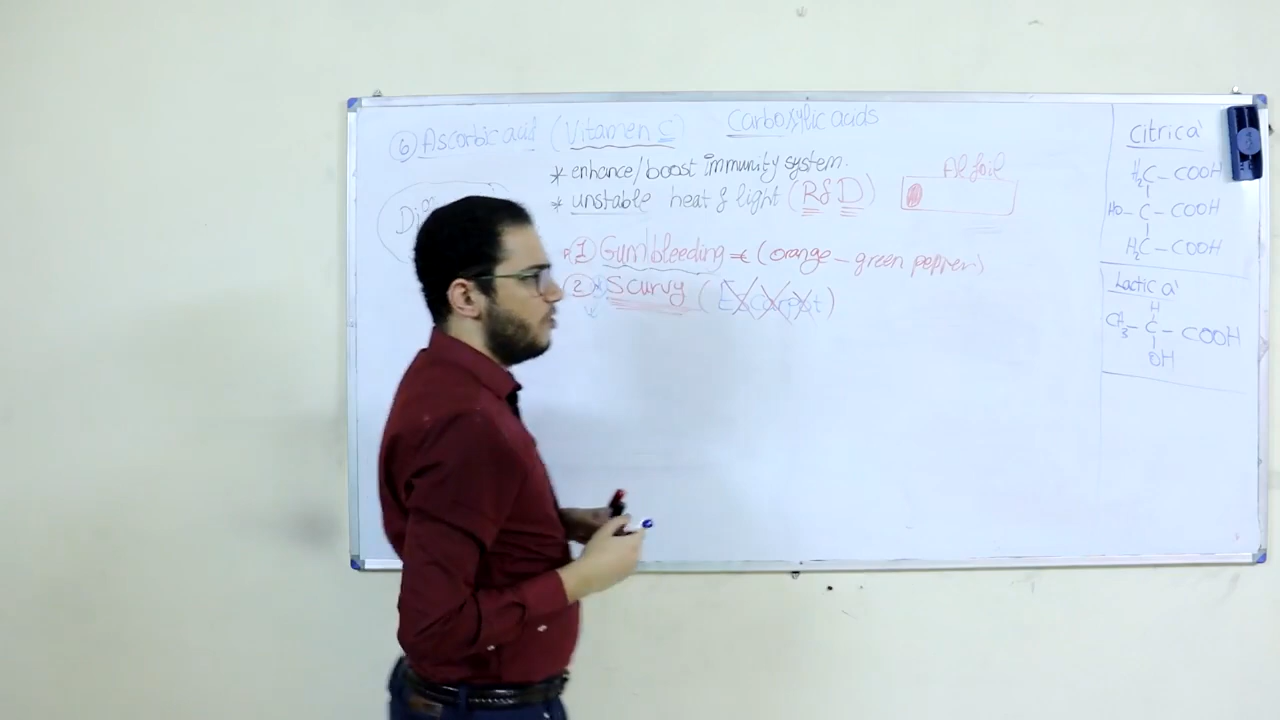 Carboxylic acids
⑥ Ascorbic acid (Vitamen C)
* enhance/boost immunity system.
* unstable heat & light (R&D)
Al foil
① Gum bleeding = (orange - green pepper)
② Scurvy
Citric a'
H₂C - COOH
HO - C - COOH
H₂C - COOH
Lactic a'
H
CH₃ - C - COOH
OH